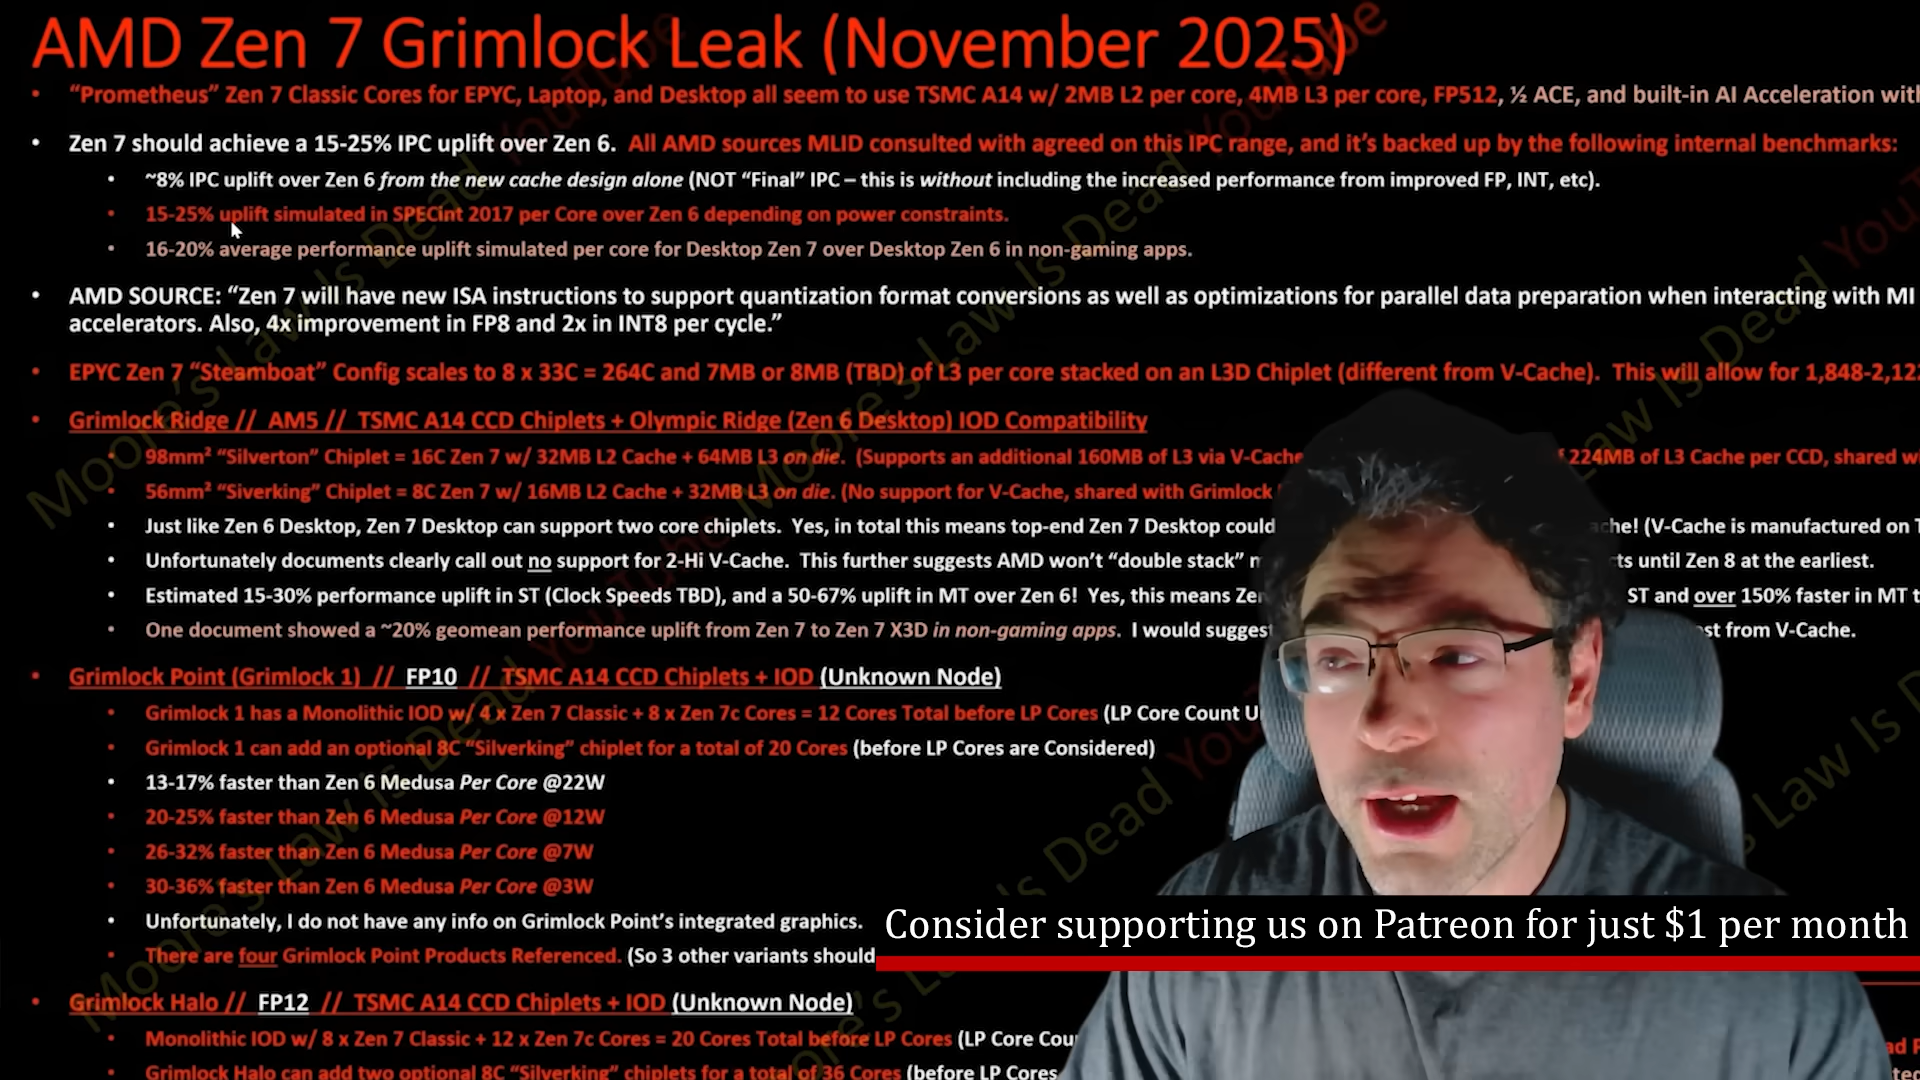 AMD Zen 7 Grimlock Leak (November 2025)
• "Prometheus" Zen 7 Classic Cores for EPYC, Laptop, and Desktop all seem to use TSMC A14 w/ 2MB L2 per core, 4MB L3 per core, FP512, ½ ACE, and built-in AI Acceleration
• Zen 7 should achieve a 15-25% IPC uplift over Zen 6. All AMD sources MLID consulted with agreed on this IPC range, and it's backed up by the following internal benchmarks:
• ~8% IPC uplift over Zen 6 from the new cache design alone (NOT "Final" IPC – this is without including the increased performance from improved FP, INT, etc).
• 15-25% uplift simulated in SPECint 2017 per Core over Zen 6 depending on power constraints.
• 16-20% average performance uplift simulated per core for Desktop Zen 7 over Desktop Zen 6 in non-gaming apps.
• AMD SOURCE: "Zen 7 will have new ISA instructions to support quantization format conversions as well as optimizations for parallel data preparation when interacting with MI
accelerators. Also, 4x improvement in FP8 and 2x in INT8 per cycle."
• EPYC Zen 7 "Steamboat" Config scales to 8 x 33C = 264C and 7MB or 8MB (TBD) of L3 per core stacked on an L3D Chiplet (different from V-Cache). This will allow for
• Grimlock Ridge // AM5 // TSMC A14 CCD Chiplets + Olympic Ridge (Zen 6 Desktop) IOD Compatibility
• 98mm² "Silverton" Chiplet = 16C Zen 7 w/ 32MB L2 Cache + 64MB L3 on die. (Supports an additional 160MB of L3 via V-Cache 224MB of L3 Cache per CCD, shared
• 56mm² "Siverking" Chiplet = 8C Zen 7 w/ 16MB L2 Cache + 32MB L3 on die. (No support for V-Cache, shared with Grimlock
• Just like Zen 6 Desktop, Zen 7 Desktop can support two core chiplets. Yes, in total this means top-end Zen 7 Desktop could ache! (V-Cache is manufactured on
• Unfortunately documents clearly call out no support for 2-Hi V-Cache. This further suggests AMD won't "double stack" until Zen 8 at the earliest.
• Estimated 15-30% performance uplift in ST (Clock Speeds TBD), and a 50-67% uplift in MT over Zen 6! Yes, this means ST and over 150% faster in MT
• One document showed a ~20% geomean performance uplift from Zen 7 to Zen 7 X3D in non-gaming apps. I would suggest from V-Cache.
• Grimlock Point (Grimlock 1) // FP10 // TSMC A14 CCD Chiplets + IOD (Unknown Node)
• Grimlock 1 has a Monolithic IOD w/ 4 x Zen 7 Classic + 8 x Zen 7c Cores = 12 Cores Total before LP Cores (LP Core Count
• Grimlock 1 can add an optional 8C "Silverking" chiplet for a total of 20 Cores (before LP Cores are Considered)
• 13-17% faster than Zen 6 Medusa Per Core @22W
• 20-25% faster than Zen 6 Medusa Per Core @12W
• 26-32% faster than Zen 6 Medusa Per Core @7W
• 30-36% faster than Zen 6 Medusa Per Core @3W
• Unfortunately, I do not have any info on Grimlock Point's integrated graphics.
Consider supporting us on Patreon for just $1 per month
• There are four Grimlock Point Products Referenced. (So 3 other variants should
• Grimlock Halo // FP12 // TSMC A14 CCD Chiplets + IOD (Unknown Node)
• Monolithic IOD w/ 8 x Zen 7 Classic + 12 x Zen 7c Cores = 20 Cores Total before LP Cores (LP Core
• Grimlock Halo can add two optional 8C "Silverking" chiplets for a total of 36 Cores (before LP Cores
Moore's Law Is Dead YouTube